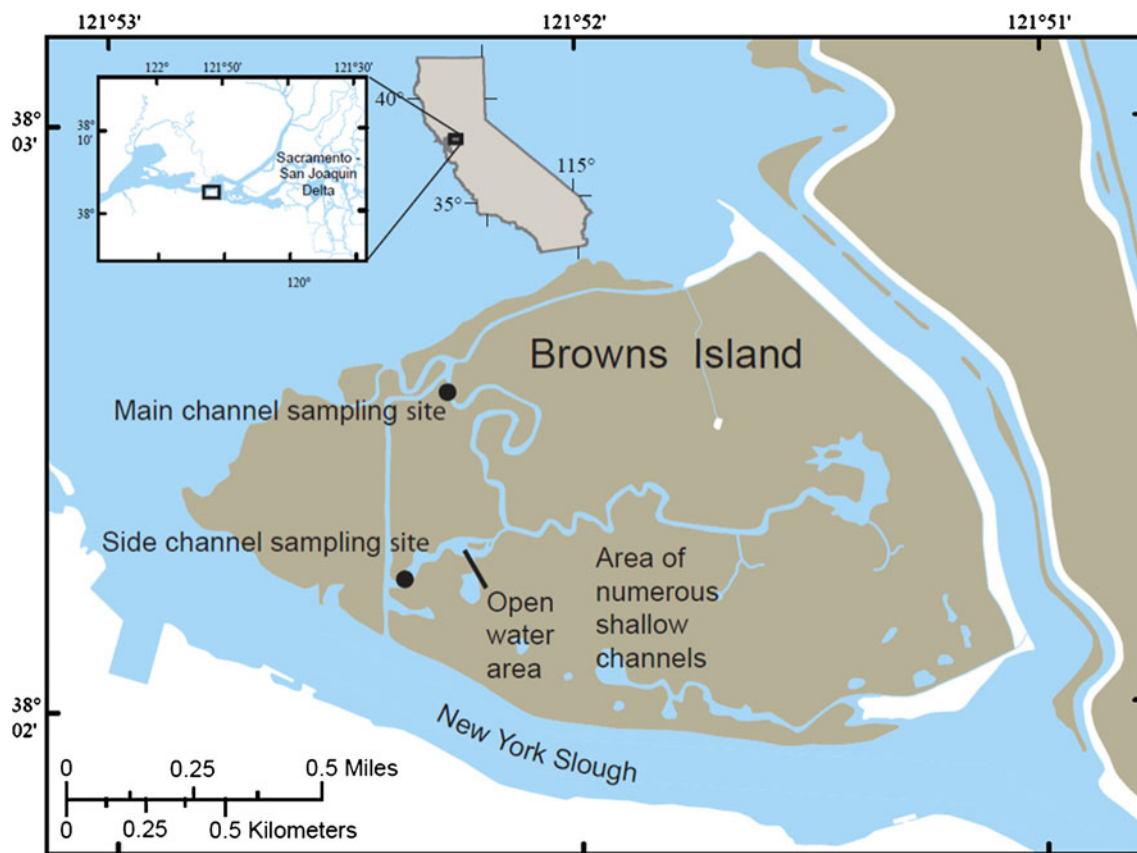 121°53'
121°52'
121°51'
38°
03'
122°
121°50'
121°30'
38°
10'
38°
Sacramento -
San Joaquin
Delta
120°
40°
115°
35°
Browns Island
Main channel sampling site
Side channel sampling site
Open
water
area
Area of
numerous
shallow
channels
38°
02'
New York Slough
0 0.25 0.5 Miles
0 0.25 0.5 Kilometers